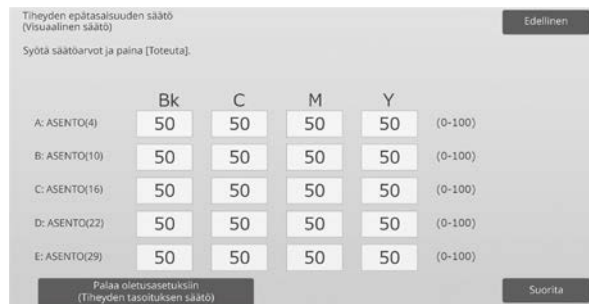 Tiheyden epätasaisuuden säätö
(Visuaalinen säätö)
Edellinen
Syötä säätöarvot ja paina [Toteuta].
Bk C M Y
A: ASENTO(4) 50 50 50 50 (0-100)
B: ASENTO(10) 50 50 50 50 (0-100)
C: ASENTO(16) 50 50 50 50 (0-100)
D: ASENTO(22) 50 50 50 50 (0-100)
E: ASENTO(29) 50 50 50 50 (0-100)
Palaa oletusasetuksiin
(Tiheyden tasoituksen säätö)
Suorita